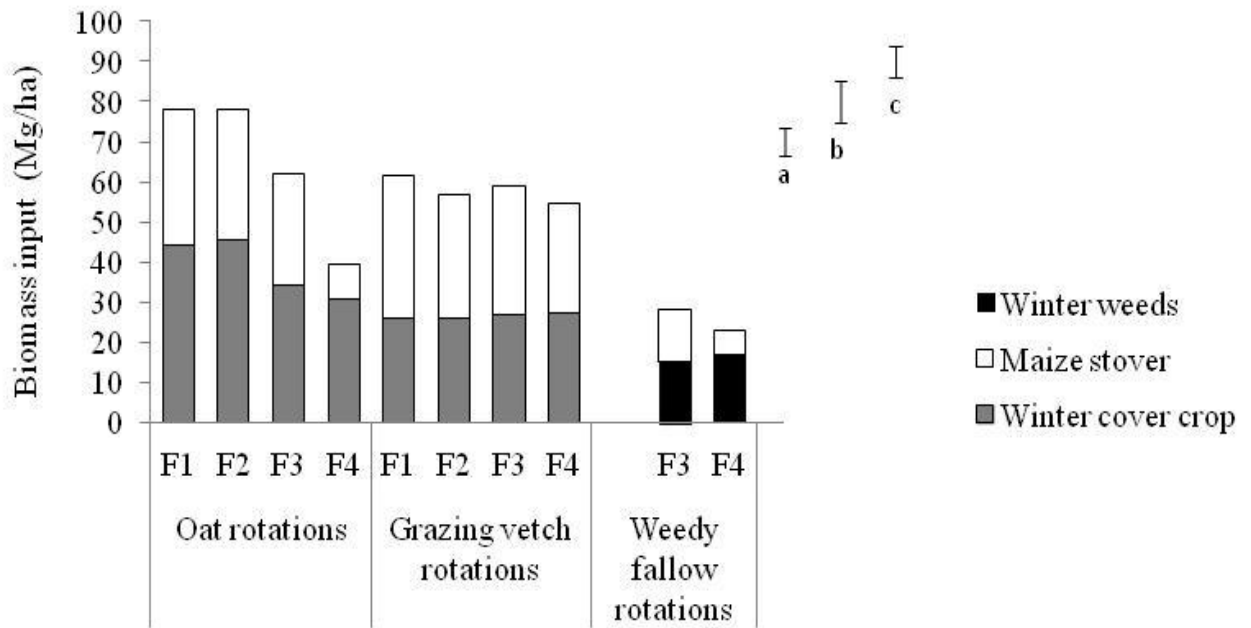 Biomass input (Mg/ha)
100
90
80
70
60
50
40
30
20
10
0
F1 F2 F3 F4 F1 F2 F3 F4 F3 F4
Oat rotations
Grazing vetch
rotations
Weedy
fallow
rotations
a
b
c
Winter weeds
Maize stover
Winter cover crop